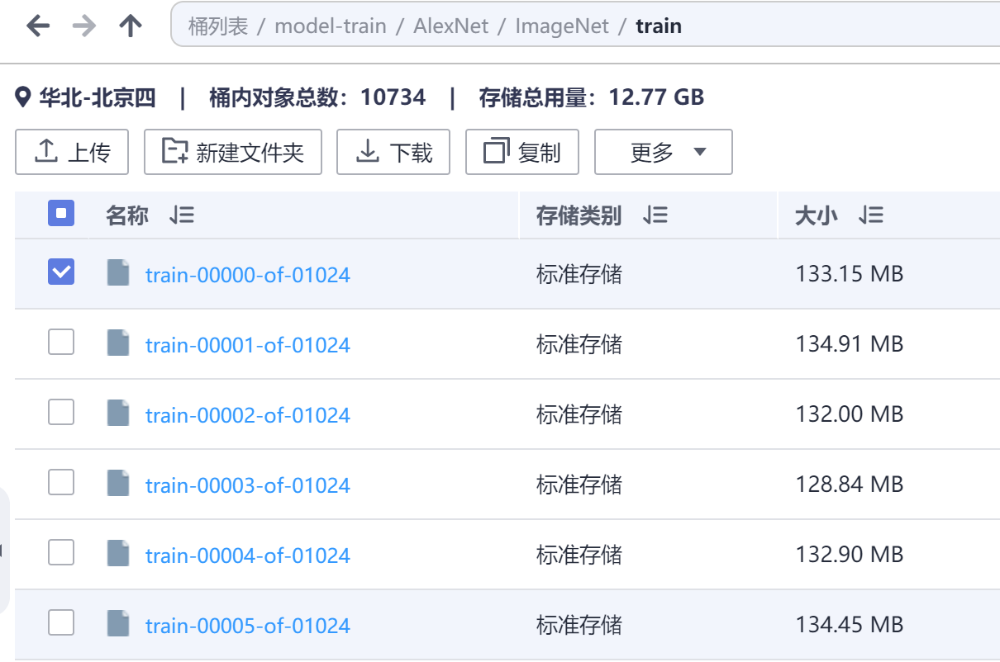 桶列表 / model-train / AlexNet / ImageNet / train
华北-北京四 | 桶内对象总数：10734 | 存储总用量：12.77 GB
上传 新建文件夹 下载 复制 更多
名称 存储类别 大小
train-00000-of-01024 标准存储 133.15 MB
train-00001-of-01024 标准存储 134.91 MB
train-00002-of-01024 标准存储 132.00 MB
train-00003-of-01024 标准存储 128.84 MB
train-00004-of-01024 标准存储 132.90 MB
train-00005-of-01024 标准存储 134.45 MB